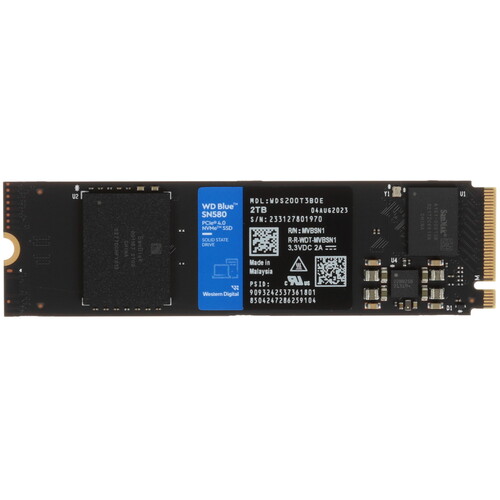 U2
WD Blue™
SN580
PCIe® 4.0
NVMe™ SSD
SOLID STATE
DRIVE
Western Digital
MDL:WDS200T3B0E
2TB 04AUG2023
S/N:233127801970
R/N: MVBSN1
R-R-WDT-MVBSN1
3.3VDC 2A
Made in
Malaysia
PSID:
9093242537361801
8504247286259104
Y1
U1
SanDisk
U4
M